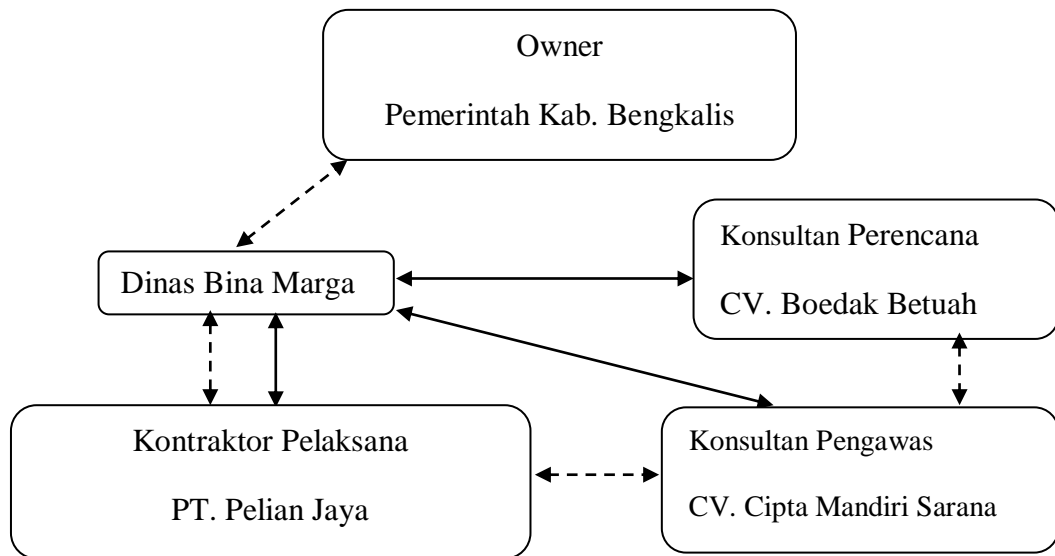 Owner
Pemerintah Kab. Bengkalis
Konsultan Perencana
CV. Boedak Betuah
Dinas Bina Marga
Kontraktor Pelaksana
PT. Pelian Jaya
Konsultan Pengawas
CV. Cipta Mandiri Sarana